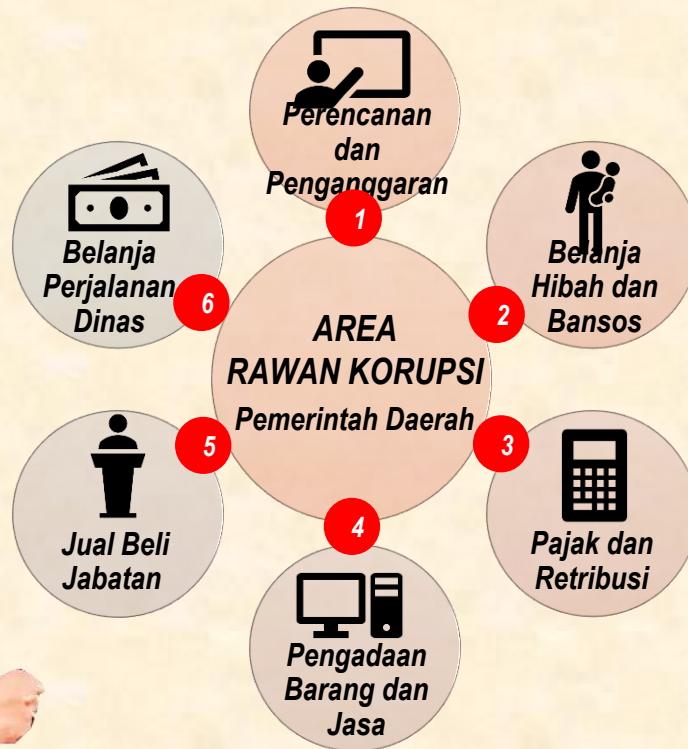 Perencanan
dan
Penganggaran
1
Belanja
Hibah dan
Bansos
2
Pajak dan
Retribusi
3
Pengadaan
Barang dan
Jasa
4
Jual Beli
Jabatan
5
Belanja
Perjalanan
Dinas
6
AREA
RAWAN KORUPSI
Pemerintah Daerah